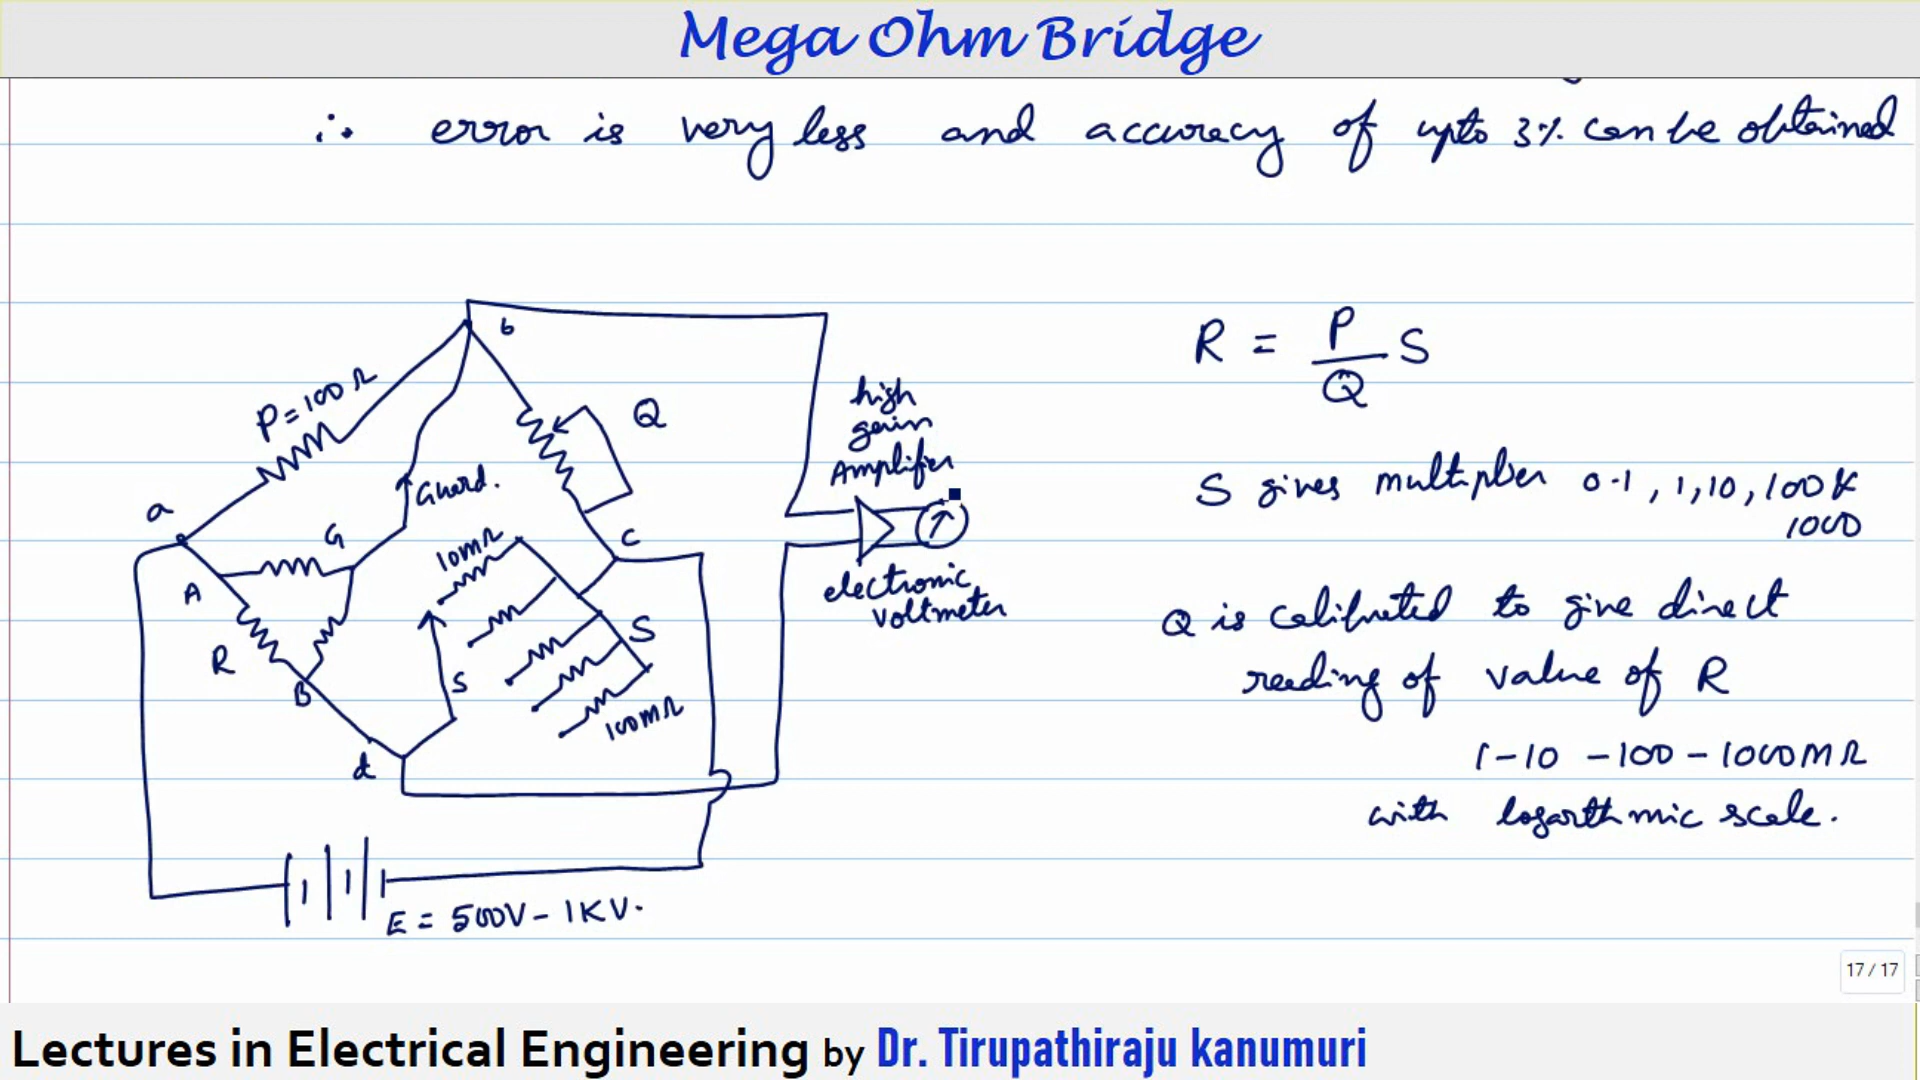 Mega Ohm Bridge
∴ error is very less and accuracy of upto 3% can be obtained
b
P=100Ω
Q
a
Guard.
G
10MΩ
c
A
R
B
S
S
100MΩ
d
E = 500V - 1KV.
high
gain
Amplifier
electronic
voltmeter
R = P/Q S
S gives multiplier 0.1, 1, 10, 100 &
1000
Q is calibrated to give direct
reading of value of R
1-10 -100 - 1000MΩ
with logarthmic scale.
17 / 17
Lectures in Electrical Engineering by Dr. Tirupathiraju kanumuri